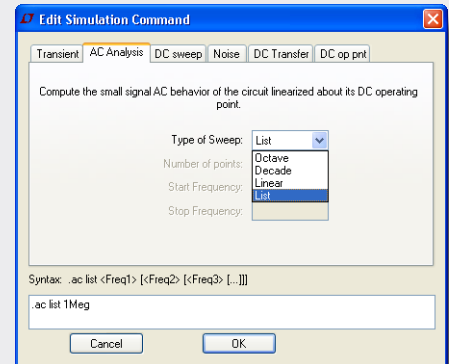 Edit Simulation Command
Transient AC Analysis DC sweep Noise DC Transfer DC op pnt
Compute the small signal AC behavior of the circuit linearized about its DC operating
point.
Type of Sweep: List
Number of points:
Octave
Decade
Start Frequency:
Linear
List
Stop Frequency:
Syntax: .ac list <Freq1> [<Freq2> [<Freq3> [...]]]
.ac list 1Meg
Cancel OK